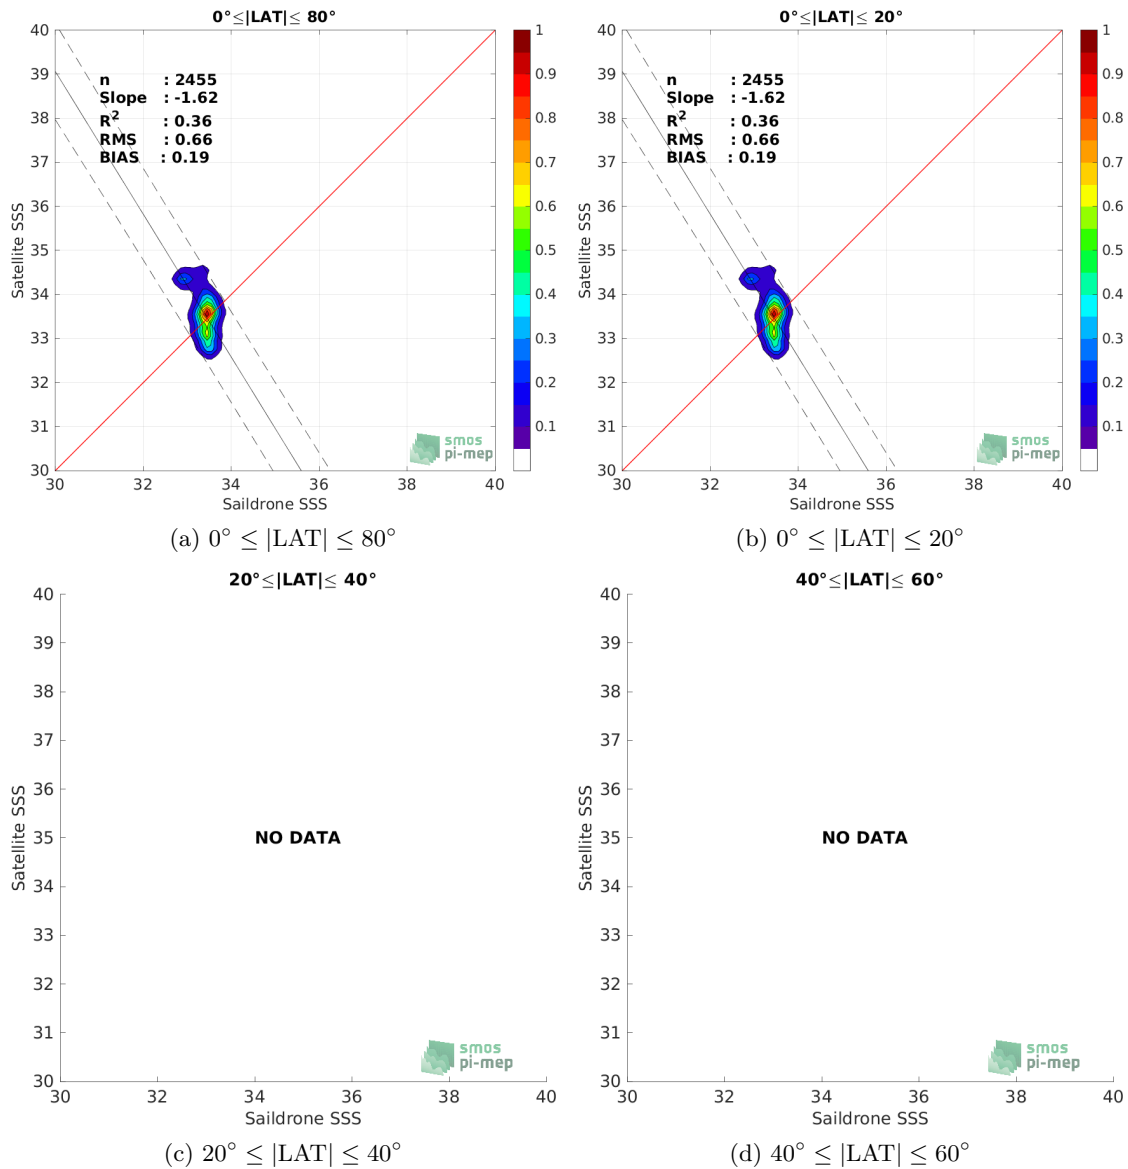 0°≤|LAT|≤ 80°
40
39
38
37
36
35
34
33
32
31
30
Satellite SSS
n : 2455
Slope : -1.62
R2 : 0.36
RMS : 0.66
BIAS : 0.19
1
0.9
0.8
0.7
0.6
0.5
0.4
0.3
0.2
0.1
smos
pi-mep
30 32 34 36 38 40
Saildrone SSS
(a) 0° ≤ |LAT| ≤ 80°
0°≤|LAT|≤ 20°
40
39
38
37
36
35
34
33
32
31
30
Satellite SSS
n : 2455
Slope : -1.62
R2 : 0.36
RMS : 0.66
BIAS : 0.19
1
0.9
0.8
0.7
0.6
0.5
0.4
0.3
0.2
0.1
smos
pi-mep
30 32 34 36 38 40
Saildrone SSS
(b) 0° ≤ |LAT| ≤ 20°
20°≤|LAT|≤ 40°
40
39
38
37
36
35
34
33
32
31
30
Satellite SSS
NO DATA
smos
pi-mep
30 32 34 36 38 40
Saildrone SSS
(c) 20° ≤ |LAT| ≤ 40°
40°≤|LAT|≤ 60°
40
39
38
37
36
35
34
33
32
31
30
Satellite SSS
NO DATA
smos
pi-mep
30 32 34 36 38 40
Saildrone SSS
(d) 40° ≤ |LAT| ≤ 60°